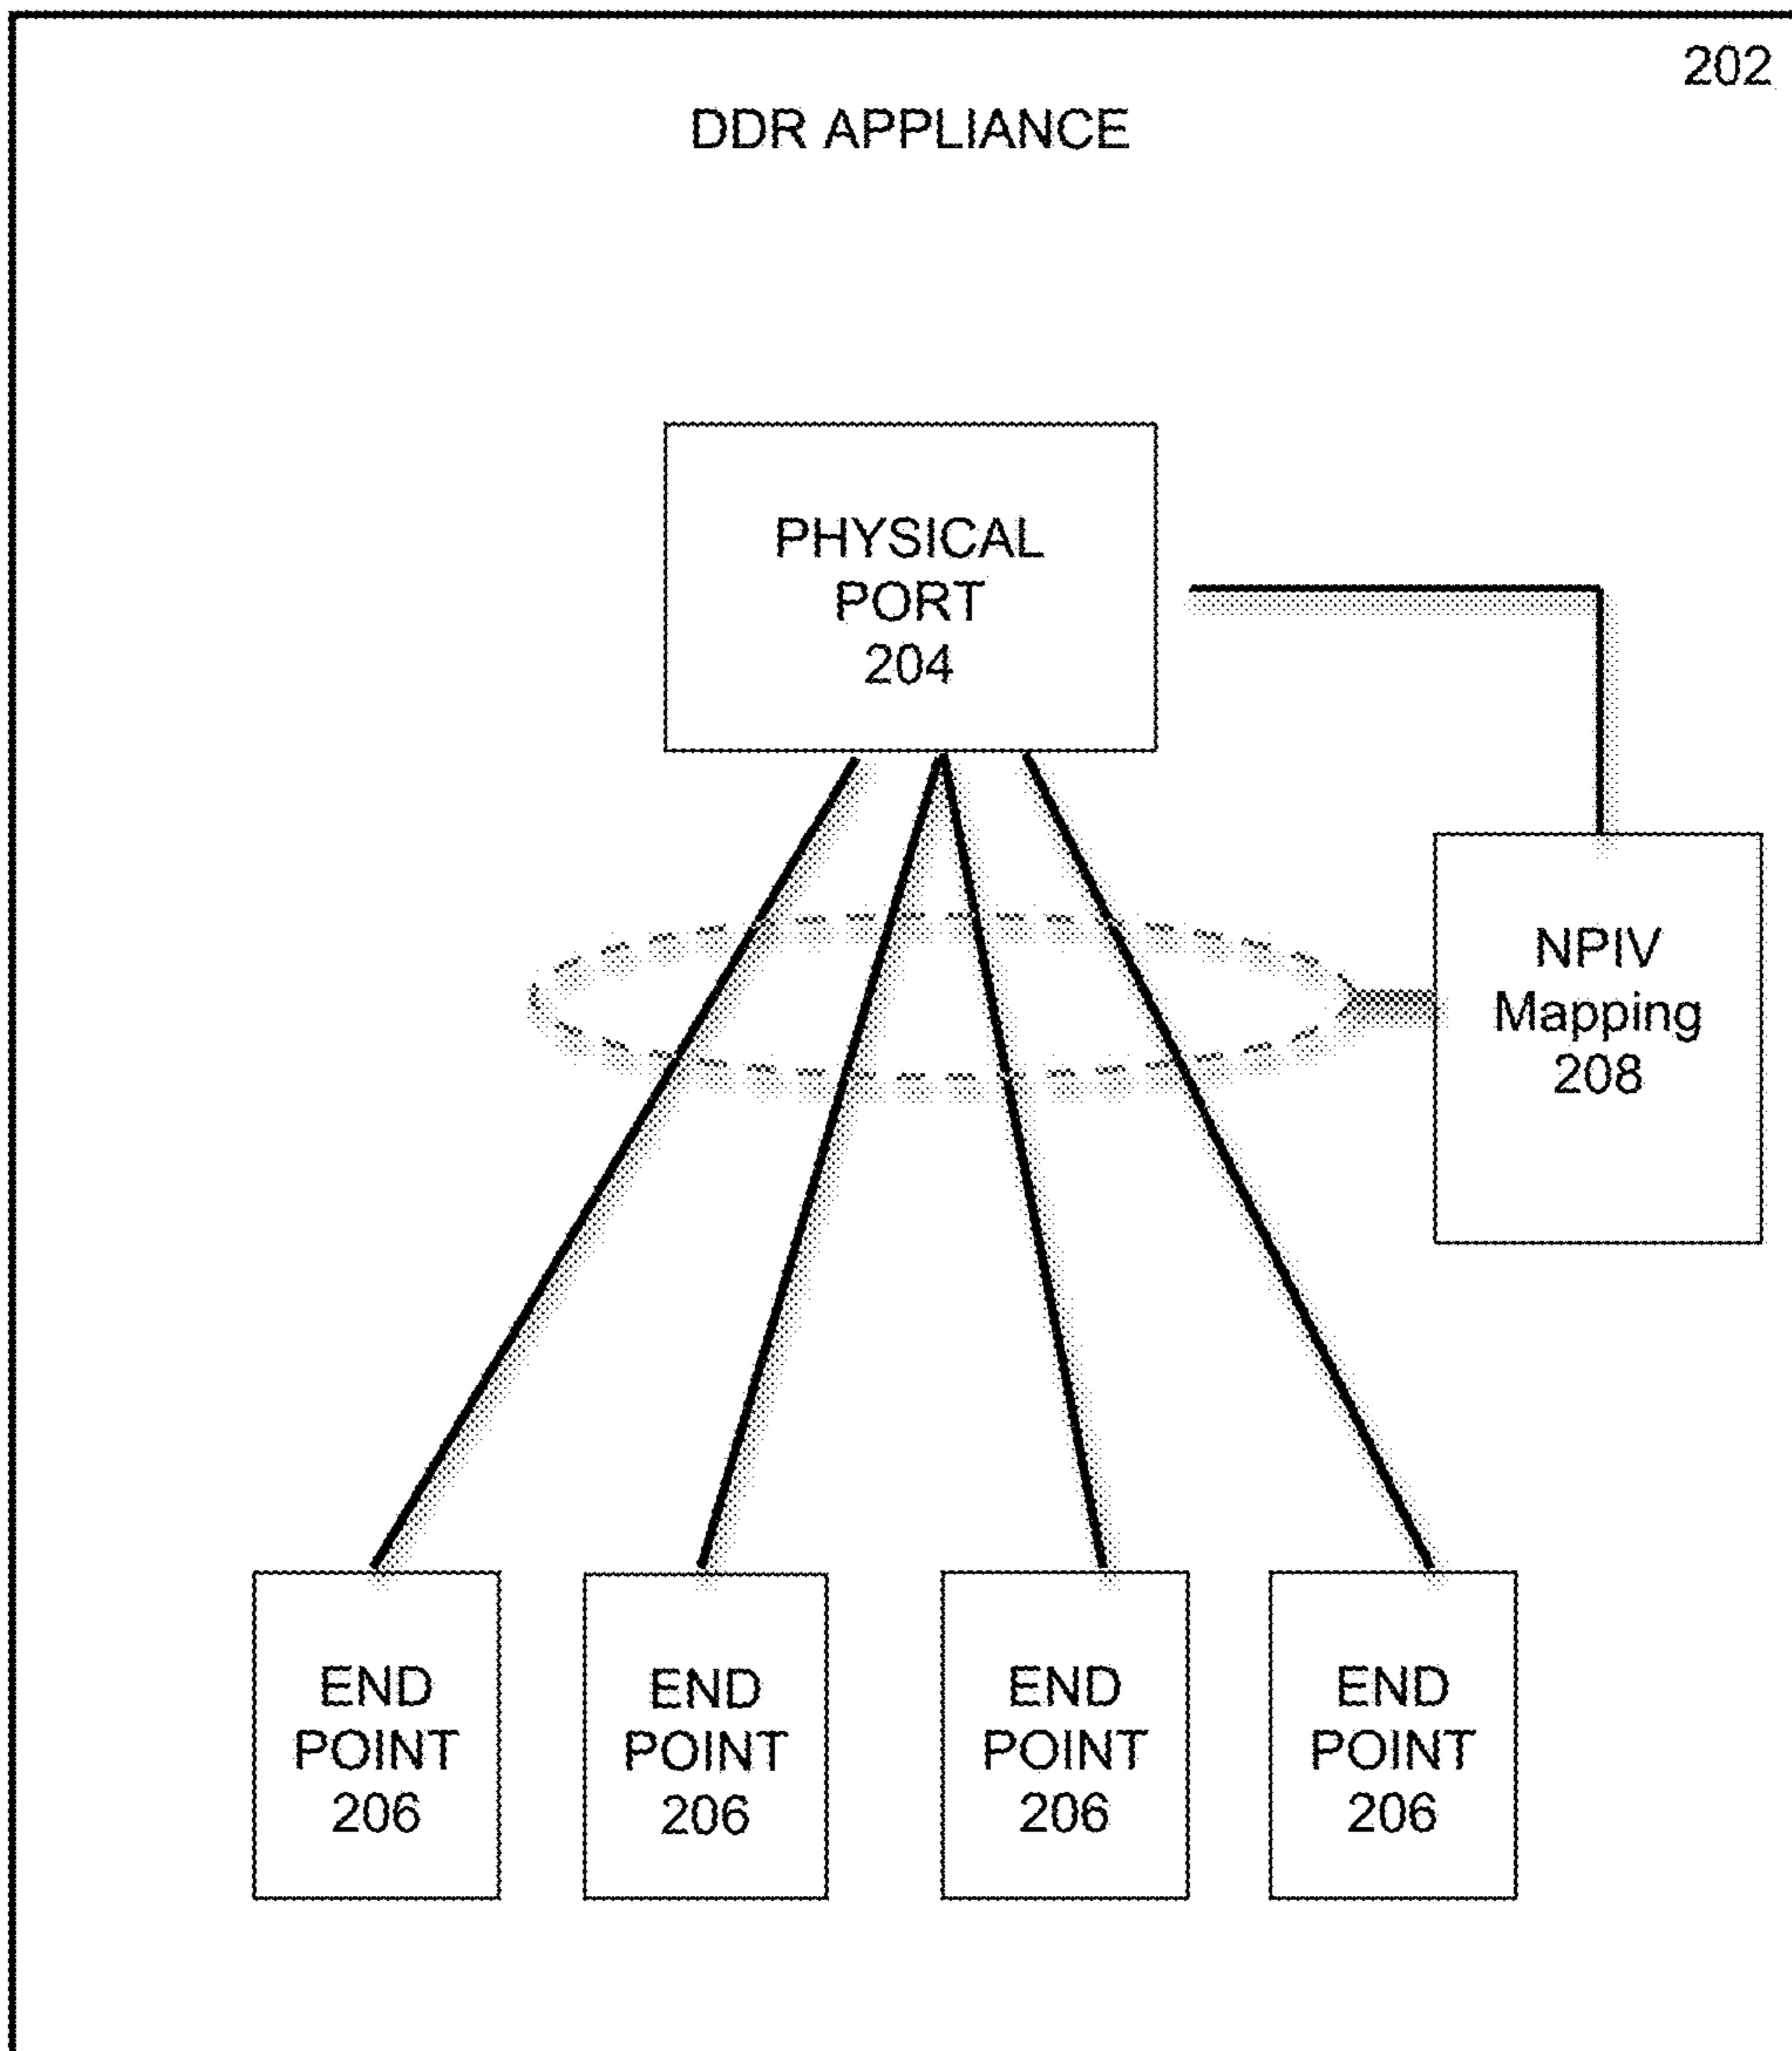 202
DDR APPLIANCE
PHYSICAL
PORT
204
NPIV
Mapping
208
END
POINT
206
END
POINT
206
END
POINT
206
END
POINT
206